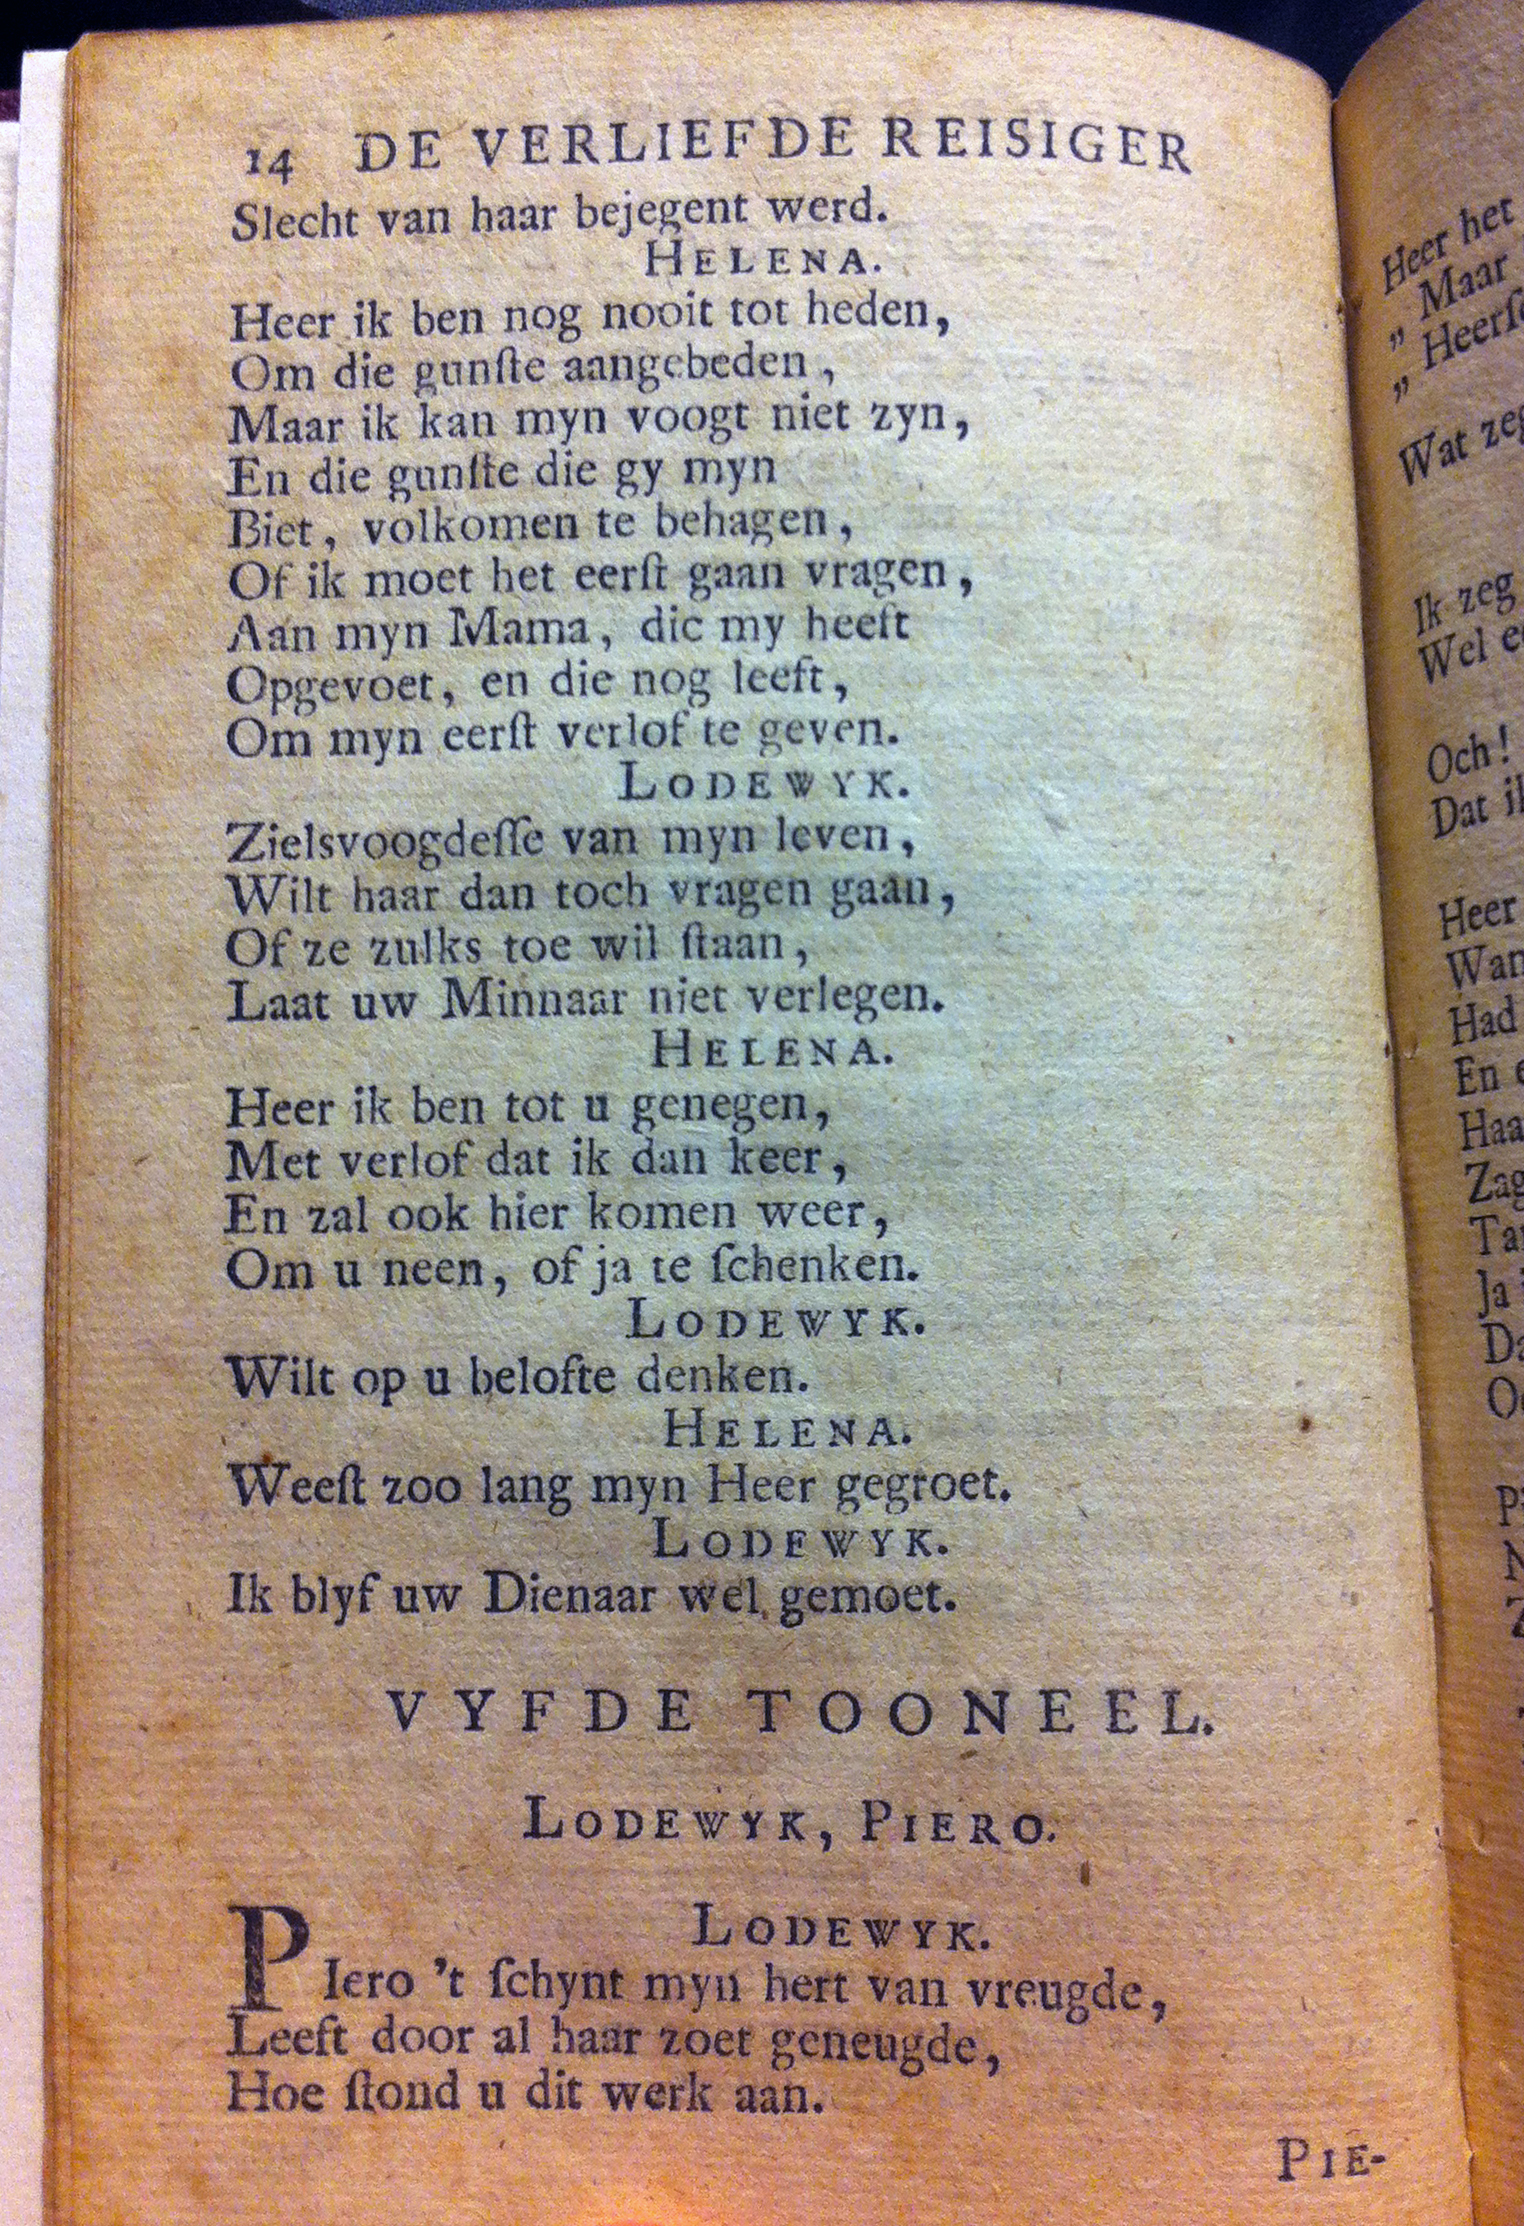 14 DE VERLIEFDE REISIGER
Slecht van haar bejegent werd.
HELENA.
Heer ik ben nog nooit tot heden,
Om die gunſte aangebeden,
Maar ik kan myn voogt niet zyn,
En die gunſte die gy myn
Biet, volkomen te behagen,
Of ik moet het eerſt gaan vragen,
Aan myn Mama, die my heeft
Opgevoet, en die nog leeft,
Om myn eerſt verlof te geven.
LODEWYK.
Zielsvoogdeſſe van myn leven,
Wilt haar dan toch vragen gaan,
Of ze zulks toe wil ſtaan,
Laat uw Minnaar niet verlegen.
HELENA.
Heer ik ben tot u genegen,
Met verlof dat ik dan keer,
En zal ook hier komen weer,
Om u neen, of ja te ſchenken.
LODEWYK.
Wilt op u belofte denken.
HELENA.
Weeſt zoo lang myn Heer gegroet.
LODEWYK.
Ik blyf uw Dienaar wel gemoet.
VYFDE TOONEEL.
LODEWYK, PIERO.
LODEWYK.
PIero 't ſchynt myn hert van vreugde,
Leeft door al haar zoet geneugde,
Hoe ſtond u dit werk aan.
PIE-
Heer het
„ Maar
„ Heerſ
Wat zeg
Ik zeg
Wel
Och!
Dat
Heer
Had
En
Ja